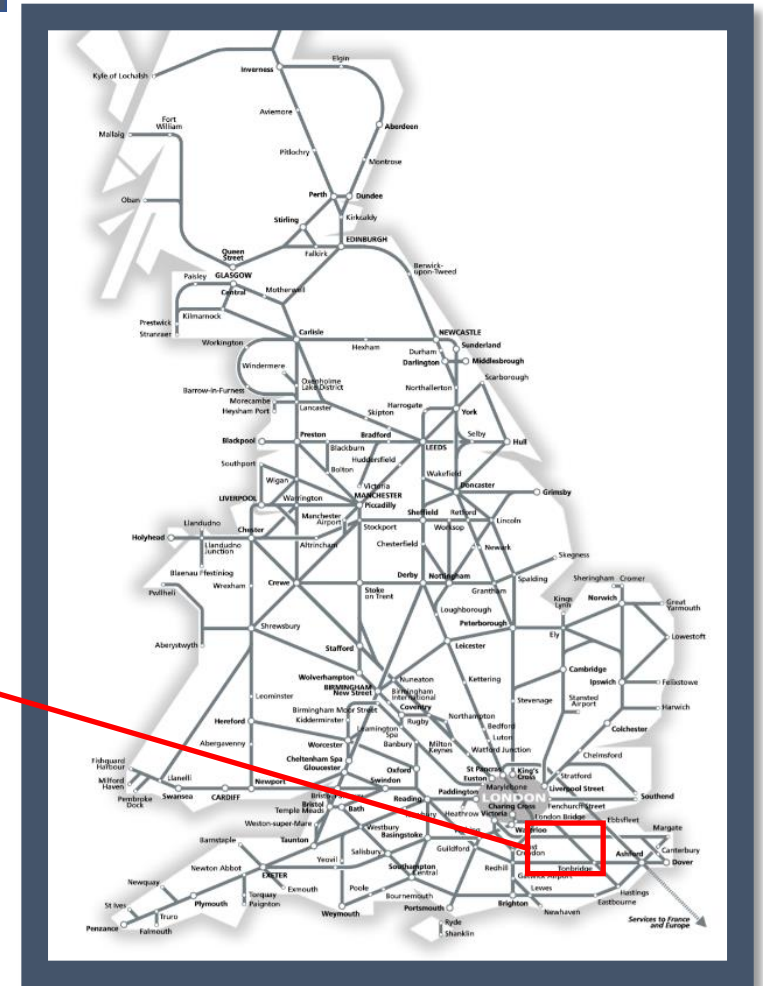 Elgin
Inverness
Kyle of Lochalsh
Aviemore
Fort
William
Aberdeen
Mallaig
Pitlochry
Montrose
Perth
Dundee
Oban
Stirling
Kirkcaldy
EDINBURGH
Queen
Street
Falkirk
Berwick-
upon-Tweed
Paisley
GLASGOW
Central
Motherwell
Prestwick
Kilmarnock
Stranraer
Carlisle
NEWCASTLE
Workington
Hexham
Durham
Sunderland
Darlington
Middlesbrough
Windermere
Scarborough
Oxenholme
Lake District
Northallerton
Barrow-in-Furness
Morecambe
Heysham Port
Lancaster
Harrogate
Skipton
York
Preston
Bradford
Selby
Blackpool
Blackburn
LEEDS
Hull
Huddersfield
Southport
Bolton
Wakefield
Wigan
Victoria
Doncaster
MANCHESTER
Piccadilly
Grimsby
LIVERPOOL
Warrington
Manchester
Airport
Sheffield
Retford
Llandudno
Stockport
Worksop
Lincoln
Holyhead
Chester
Llandudno
Junction
Altrincham
Chesterfield
Newark
Skegness
Blaenau Ffestiniog
Derby
Nottingham
Pwllheli
Wrexham
Crewe
Stoke
on Trent
Grantham
Spalding
Sheringham
Cromer
Kings
Lynn
Norwich
Great
Yarmouth
Loughborough
Shrewsbury
Peterborough
Ely
Lowestoft
Aberystwyth
Stafford
Leicester
Cambridge
Wolverhampton
BIRMINGHAM
New Street
Nuneaton
Kettering
Ipswich
Felixstowe
Birmingham
International
Leominster
Coventry
Stevenage
Stansted
Airport
Harwich
Birmingham Moor Street
Rugby
Northampton
Hereford
Kidderminster
Leamington
Spa
Bedford
Colchester
Abergavenny
Worcester
Banbury
Milton
Keynes
Luton
Watford Junction
Chelmsford
Cheltenham Spa
Gloucester
Oxford
St Pancras
King's
Cross
Fishguard
Harbour
Euston
Stratford
Milford
Haven
Llanelli
Swindon
Marylebone
Liverpool Street
Pembroke
Dock
Swansea
CARDIFF
Newport
Reading
Paddington
LONDON
Southend
Bristol
Temple Meads
Bath
Charing Cross
Fenchurch Street
Heathrow
Victoria
London Bridge
Ebbsfleet
Weston-super-Mare
Westbury
Basingstoke
Waterloo
Margate
Barnstaple
Taunton
Salisbury
Guildford
Croydon
Canterbury
Newton Abbot
Yeovil
Southampton
Central
Redhill
Tonbridge
Ashford
Dover
Gatwick Airport
Newquay
EXETER
Exmouth
Poole
Lewes
Hastings
St Ives
Plymouth
Torquay
Paignton
Bournemouth
Portsmouth
Brighton
Eastbourne
Truro
Weymouth
Newhaven
Penzance
Falmouth
Ryde
Shanklin
Services to France
and Europe